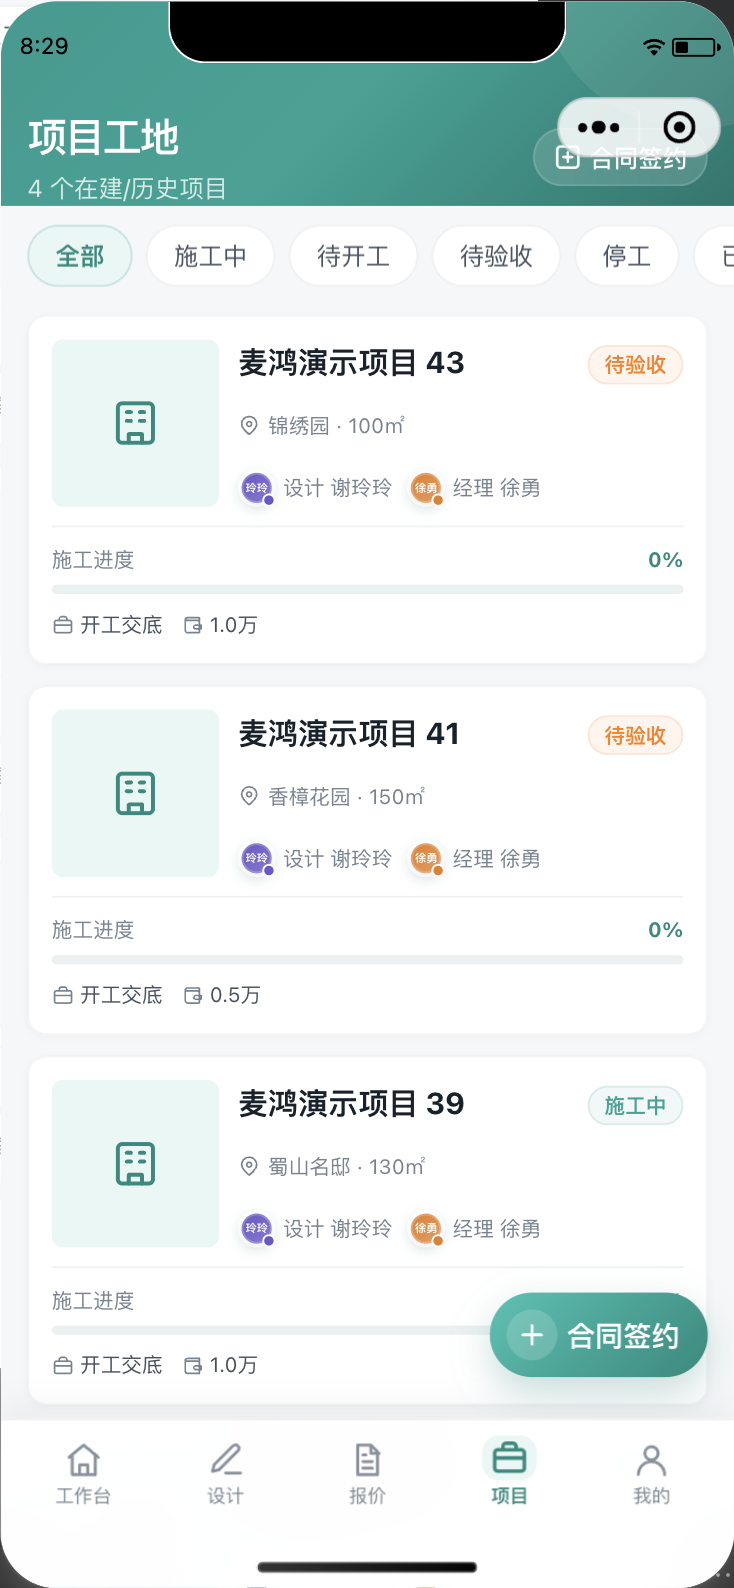 8:29
项目工地
合同签约
4 个在建/历史项目
全部 施工中 待开工 待验收 停工
麦鸿演示项目 43 待验收
锦绣园 · 100㎡
玲玲 设计 谢玲玲 徐勇 经理 徐勇
施工进度 0%
开工交底 1.0万
麦鸿演示项目 41 待验收
香樟花园 · 150㎡
玲玲 设计 谢玲玲 徐勇 经理 徐勇
施工进度 0%
开工交底 0.5万
麦鸿演示项目 39 施工中
蜀山名邸 · 130㎡
玲玲 设计 谢玲玲 徐勇 经理 徐勇
施工进度
合同签约
开工交底 1.0万
工作台 设计 报价 项目 我的